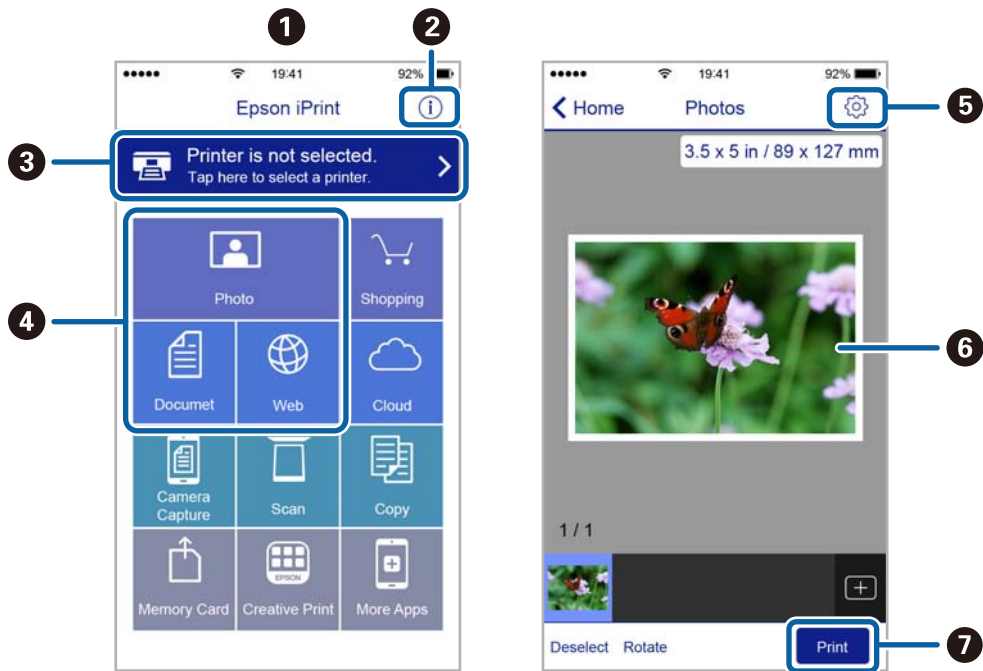 1
2
19:41 92%
Epson iPrint
3
Printer is not selected.
Tap here to select a printer.
4
Photo Shopping
Documet Web Cloud
Camera
Capture
Scan Copy
EPSON
Memory Card Creative Print More Apps
19:41 92%
Home Photos
5
3.5 x 5 in / 89 x 127 mm
6
1 / 1
Deselect Rotate Print
7